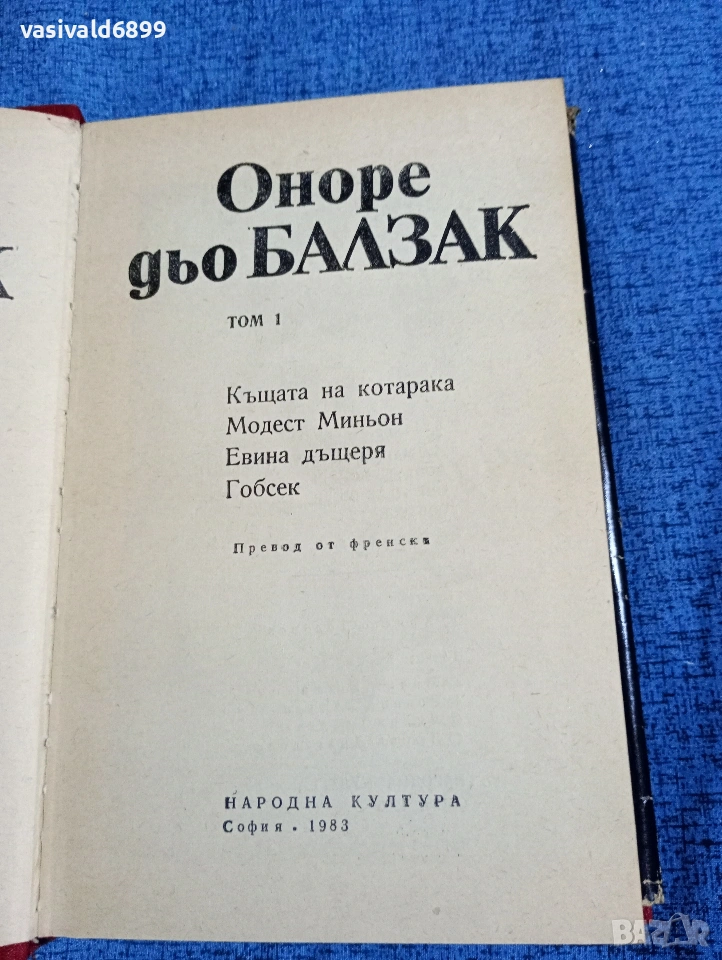 vasivald6899
К
Оноре
дьо БАЛЗАК
ТОМ 1
Къщата на котарака
Модест Миньон
Евина дъщеря
Гобсек
Превод от френски
НАРОДНА КУЛТУРА
София • 1983
BAZAR